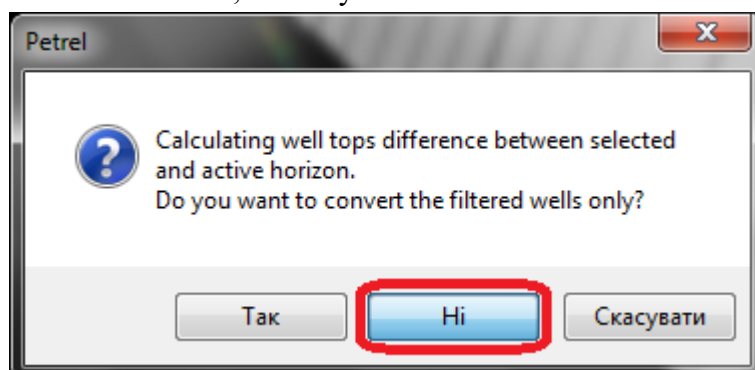 Petrel
Calculating well tops difference between selected
and active horizon.
Do you want to convert the filtered wells only?
Так
Ні
Скасувати